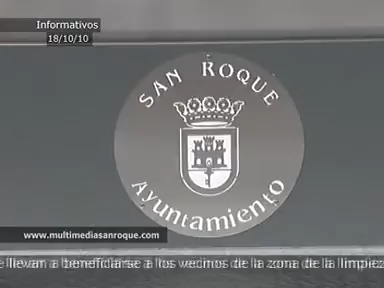 Informativos
18/10/10
SAN ROQUE
Ayuntamiento
www.multimediasanroque.com
llevan a beneficiarse a los vecinos de la zona de la limpiez